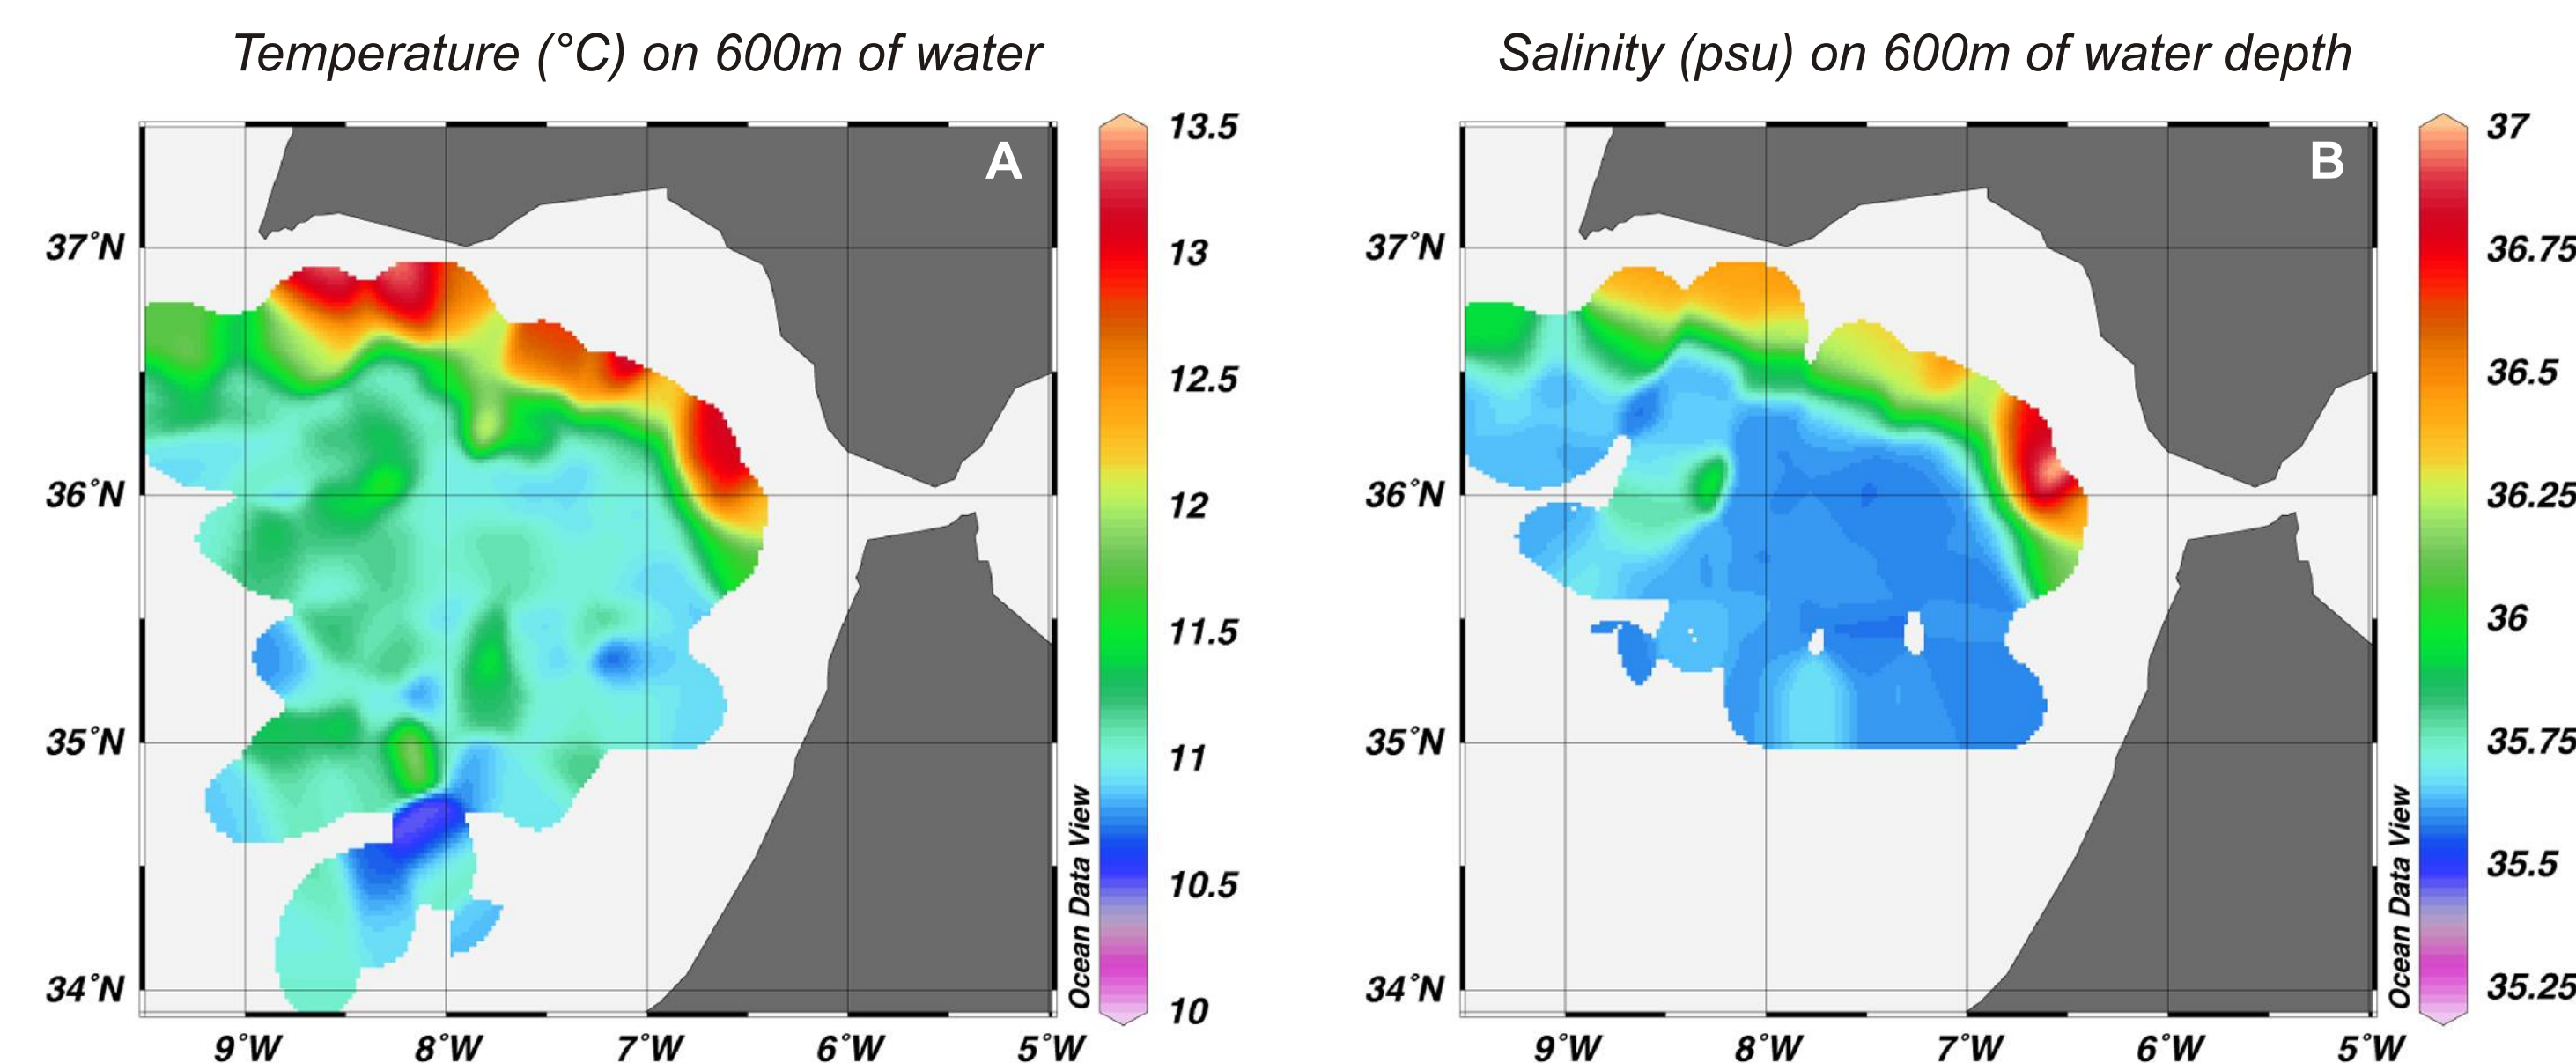 Temperature (°C) on 600m of water
Salinity (psu) on 600m of water depth
A
13.5
13
12.5
12
11.5
11
10.5
10
37°N
36°N
35°N
34°N
9°W 8°W 7°W 6°W 5°W
Ocean Data View
B
37
36.75
36.5
36.25
36
35.75
35.5
35.25
37°N
36°N
35°N
34°N
9°W 8°W 7°W 6°W 5°W
Ocean Data View